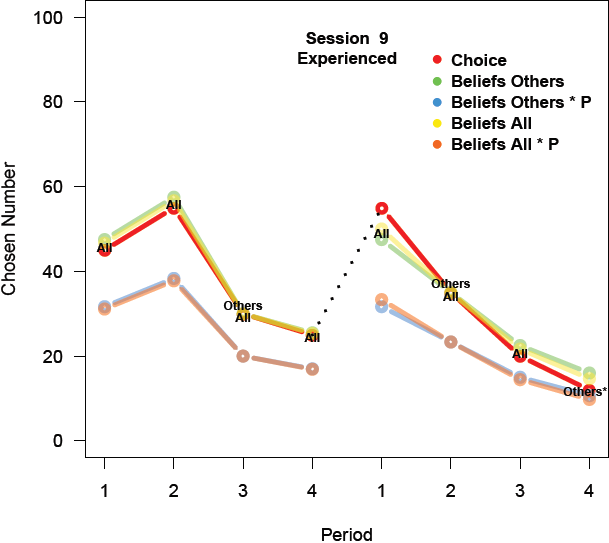 100
80
60
40
20
0
Chosen Number
Session 9
Experienced
Choice
Beliefs Others
Beliefs Others * P
Beliefs All
Beliefs All * P
All
All
Others
All
All
All
Others
All
All
Others*
1 2 3 4 1 2 3 4
Period